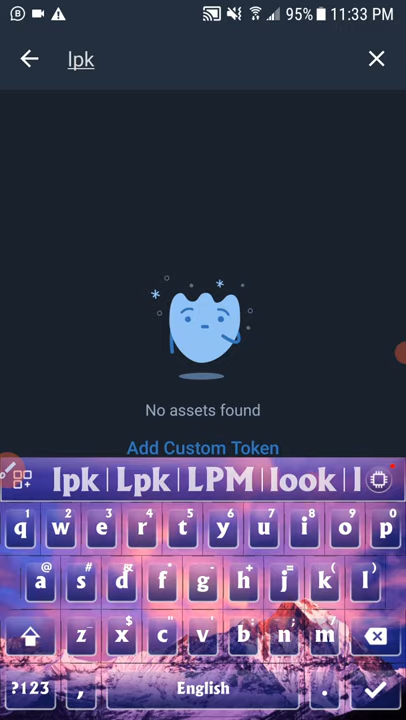 95% 11:33 PM
lpk
No assets found
Add Custom Token
lpk Lpk LPM look l
1 2 3 4 5 6 7 8 9 0
q w e r t y u i o p
@ # & * - + = ( )
a s d f g h j k l
_ $ " ' : ; /
z x c v b n m
?123 , English .